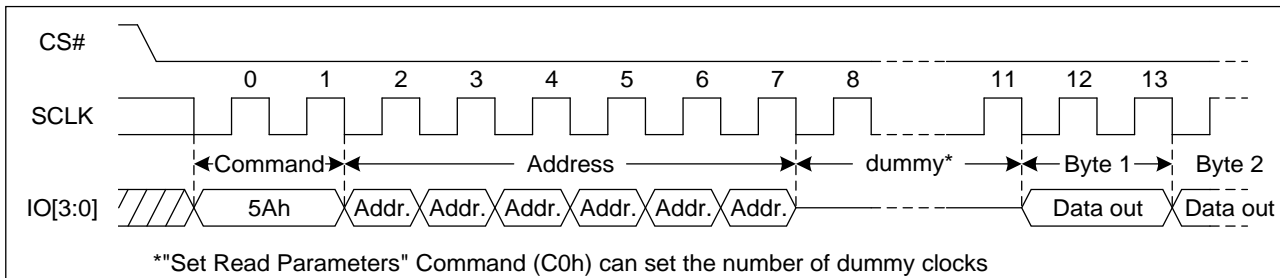 CS#
0 1 2 3 4 5 6 7 8 11 12 13
SCLK
Command Address dummy* Byte 1 Byte 2
IO[3:0] 5Ah Addr. Addr. Addr. Addr. Addr. Addr. Data out Data out
*"Set Read Parameters" Command (C0h) can set the number of dummy clocks